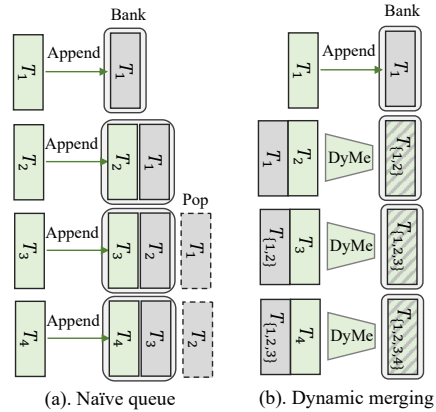 Bank
Append
T1
T1
Append
T2
T2
T1
Pop
Append
T3
T3
T2
T1
Append
T4
T4
T3
T2
(a). Naïve queue
Bank
Append
T1
T1
T1
T2
DyMe
T{1,2}
T{1,2}
T3
DyMe
T{1,2,3}
T{1,2,3}
T4
DyMe
T{1,2,3,4}
(b). Dynamic merging